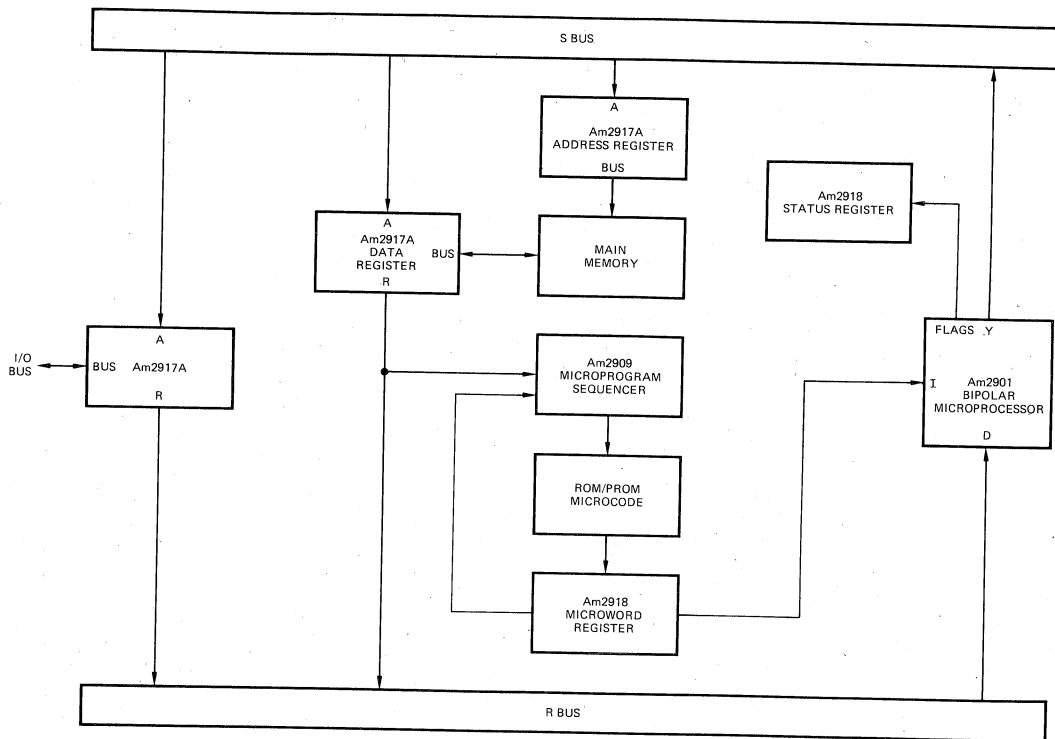 S BUS
A
Am2917A
ADDRESS REGISTER
BUS
Am2918
STATUS REGISTER
A
Am2917A
DATA
REGISTER
BUS
R
MAIN
MEMORY
I/O
BUS
A
BUS
Am2917A
R
Am2909
MICROPROGRAM
SEQUENCER
FLAGS Y
I
Am2901
BIPOLAR
MICROPROCESSOR
D
ROM/PROM
MICROCODE
Am2918
MICROWORD
REGISTER
R BUS